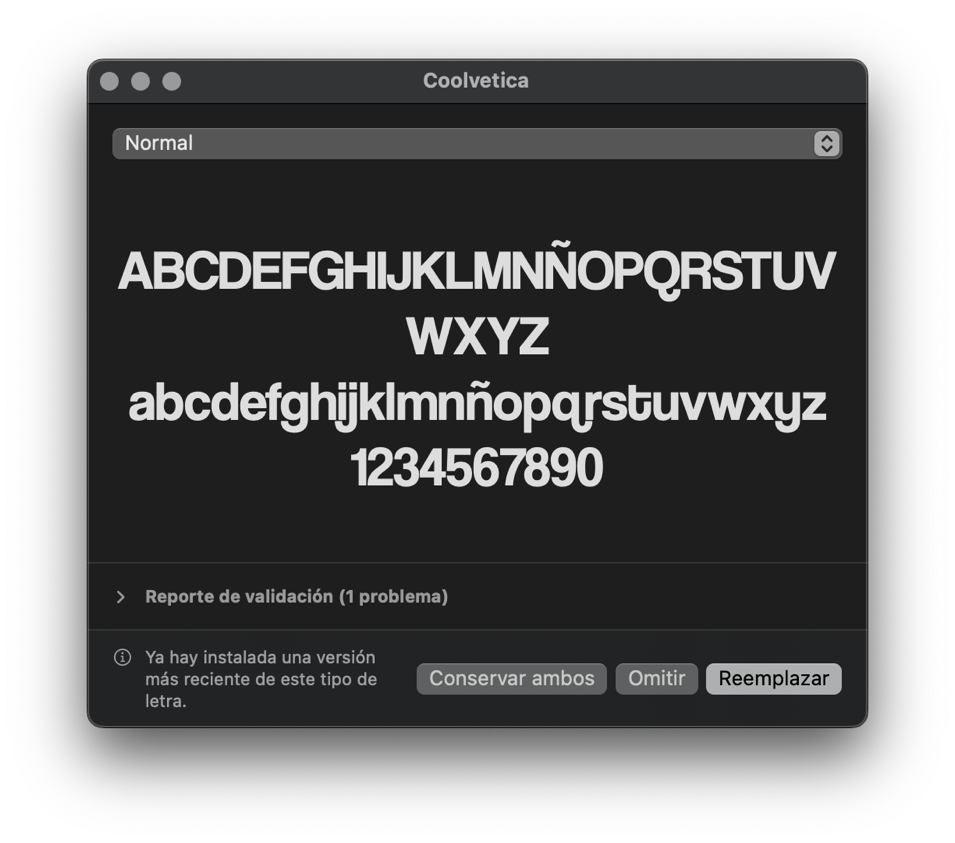 Coolvetica
Normal
ABCDEFGHIJKLMNÑOPQRSTUV
WXYZ
abcdefghijklmnñopqrstuvwxyz
1234567890
Reporte de validación (1 problema)
Ya hay instalada una versión
más reciente de este tipo de
letra.
Conservar ambos Omitir Reemplazar